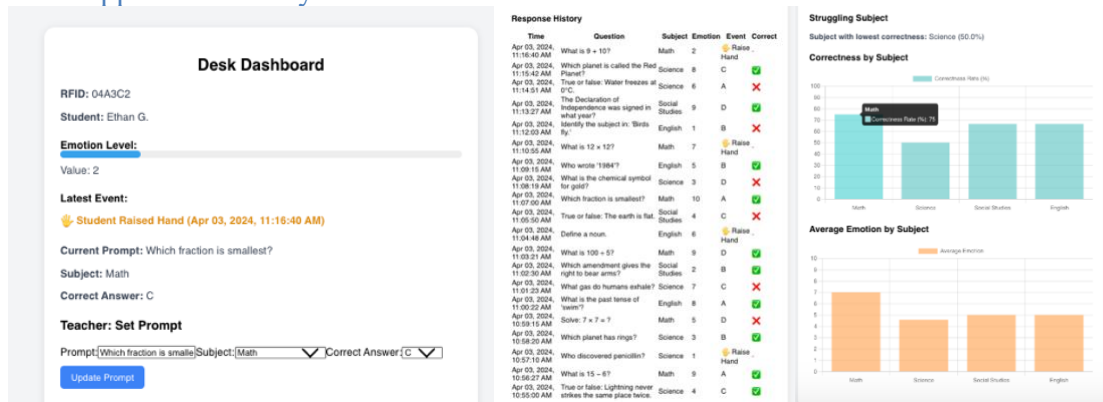 Desk Dashboard
RFID: 04A3C2
Student: Ethan G.
Emotion Level:
Value: 2
Latest Event:
🖐 Student Raised Hand (Apr 03, 2024, 11:16:40 AM)
Current Prompt: Which fraction is smallest?
Subject: Math
Correct Answer: C
Teacher: Set Prompt
Prompt: Which fraction is smalle Subject: Math Correct Answer: C
Update Prompt
Response History
Time Question Subject Emotion Event Correct
Apr 03, 2024, 11:16:40 AM What is 9 + 10? Math 2 🖐 Raise Hand -
Apr 03, 2024, 11:15:42 AM Which planet is called the Red Planet? Science 8 C ✅
Apr 03, 2024, 11:14:51 AM True or false: Water freezes at 0°C. Science 6 A ❌
Apr 03, 2024, 11:13:27 AM The Declaration of Independence was signed in what year? Social Studies 9 D ✅
Apr 03, 2024, 11:12:03 AM Identify the subject in: 'Birds fly.' English 1 B ❌
Apr 03, 2024, 11:10:55 AM What is 12 × 12? Math 7 🖐 Raise Hand -
Apr 03, 2024, 11:09:15 AM Who wrote '1984'? English 5 B ✅
Apr 03, 2024, 11:08:19 AM What is the chemical symbol for gold? Science 3 D ❌
Apr 03, 2024, 11:07:00 AM Which fraction is smallest? Math 10 A ✅
Apr 03, 2024, 11:05:50 AM True or false: The earth is flat. Social Studies 4 C ❌
Apr 03, 2024, 11:04:48 AM Define a noun. English 6 🖐 Raise Hand -
Apr 03, 2024, 11:03:21 AM What is 100 ÷ 5? Math 9 D ✅
Apr 03, 2024, 11:02:30 AM Which amendment gives the right to bear arms? Social Studies 2 B ✅
Apr 03, 2024, 11:01:23 AM What gas do humans exhale? Science 7 C ❌
Apr 03, 2024, 11:00:22 AM What is the past tense of 'swim'? English 8 A ✅
Apr 03, 2024, 10:59:15 AM Solve: 7 × 7 = ? Math 5 D ❌
Apr 03, 2024, 10:58:20 AM Which planet has rings? Science 3 B ✅
Apr 03, 2024, 10:57:10 AM Who discovered penicillin? Science 1 🖐 Raise Hand -
Apr 03, 2024, 10:56:27 AM What is 15 − 6? Math 9 A ✅
Apr 03, 2024, 10:55:00 AM True or false: Lightning never strikes the same place twice. Science 4 C ✅
Struggling Subject
Subject with lowest correctness: Science (50.0%)
Correctness by Subject
Correctness Rate (%)
100
90
80
70
60
50
40
30
20
10
0
Math
Correctness Rate (%): 75
Math Science Social Studies English
Average Emotion by Subject
Average Emotion
10
9
8
7
6
5
4
3
2
1
0
Math Science Social Studies English